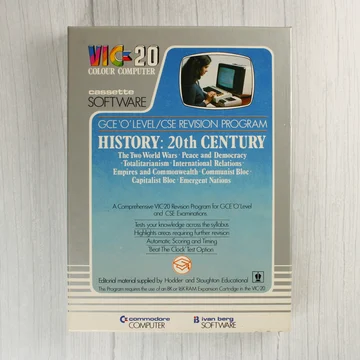 VIC-20
COLOUR COMPUTER
cassette
SOFTWARE
GCE 'O' LEVEL/CSE REVISION PROGRAM
HISTORY: 20th CENTURY
The Two World Wars · Peace and Democracy
· Totalitarianism · International Relations ·
Empires and Commonwealth · Communist Bloc ·
Capitalist Bloc · Emergent Nations
A Comprehensive VIC20 Revision Program for GCE 'O' Level
and CSE Examinations.
Tests your knowledge across the syllabus
Highlights areas requiring further revision
Automatic Scoring and Timing
'Beat The Clock' Test Option
Editorial material supplied by Hodder and Stoughton Educational
This Program requires the use of an 8K or 16K RAM Expansion Cartridge in the VIC 20.
commodore
COMPUTER
ivan berg
SOFTWARE